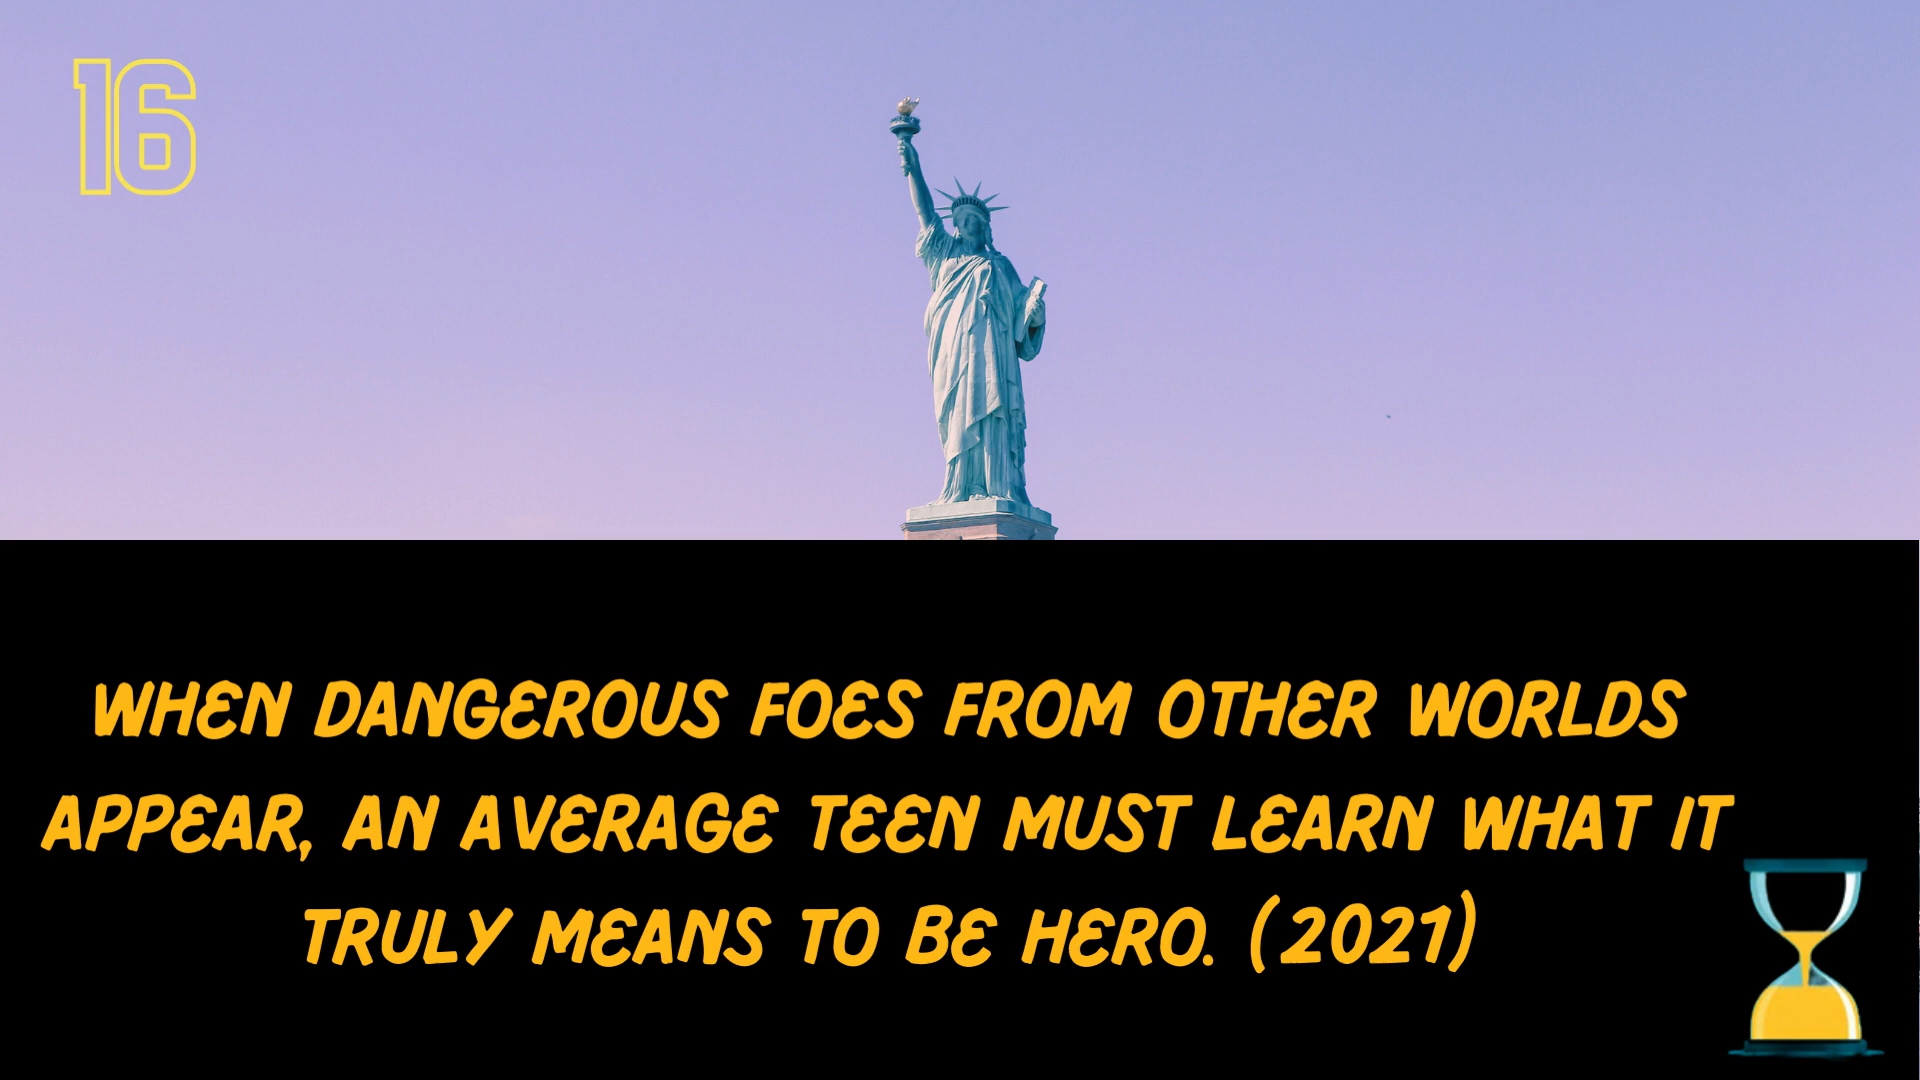 16
WHEN DANGEROUS FOES FROM OTHER WORLDS
APPEAR, AN AVERAGE TEEN MUST LEARN WHAT IT
TRULY MEANS TO BE HERO. (2021)